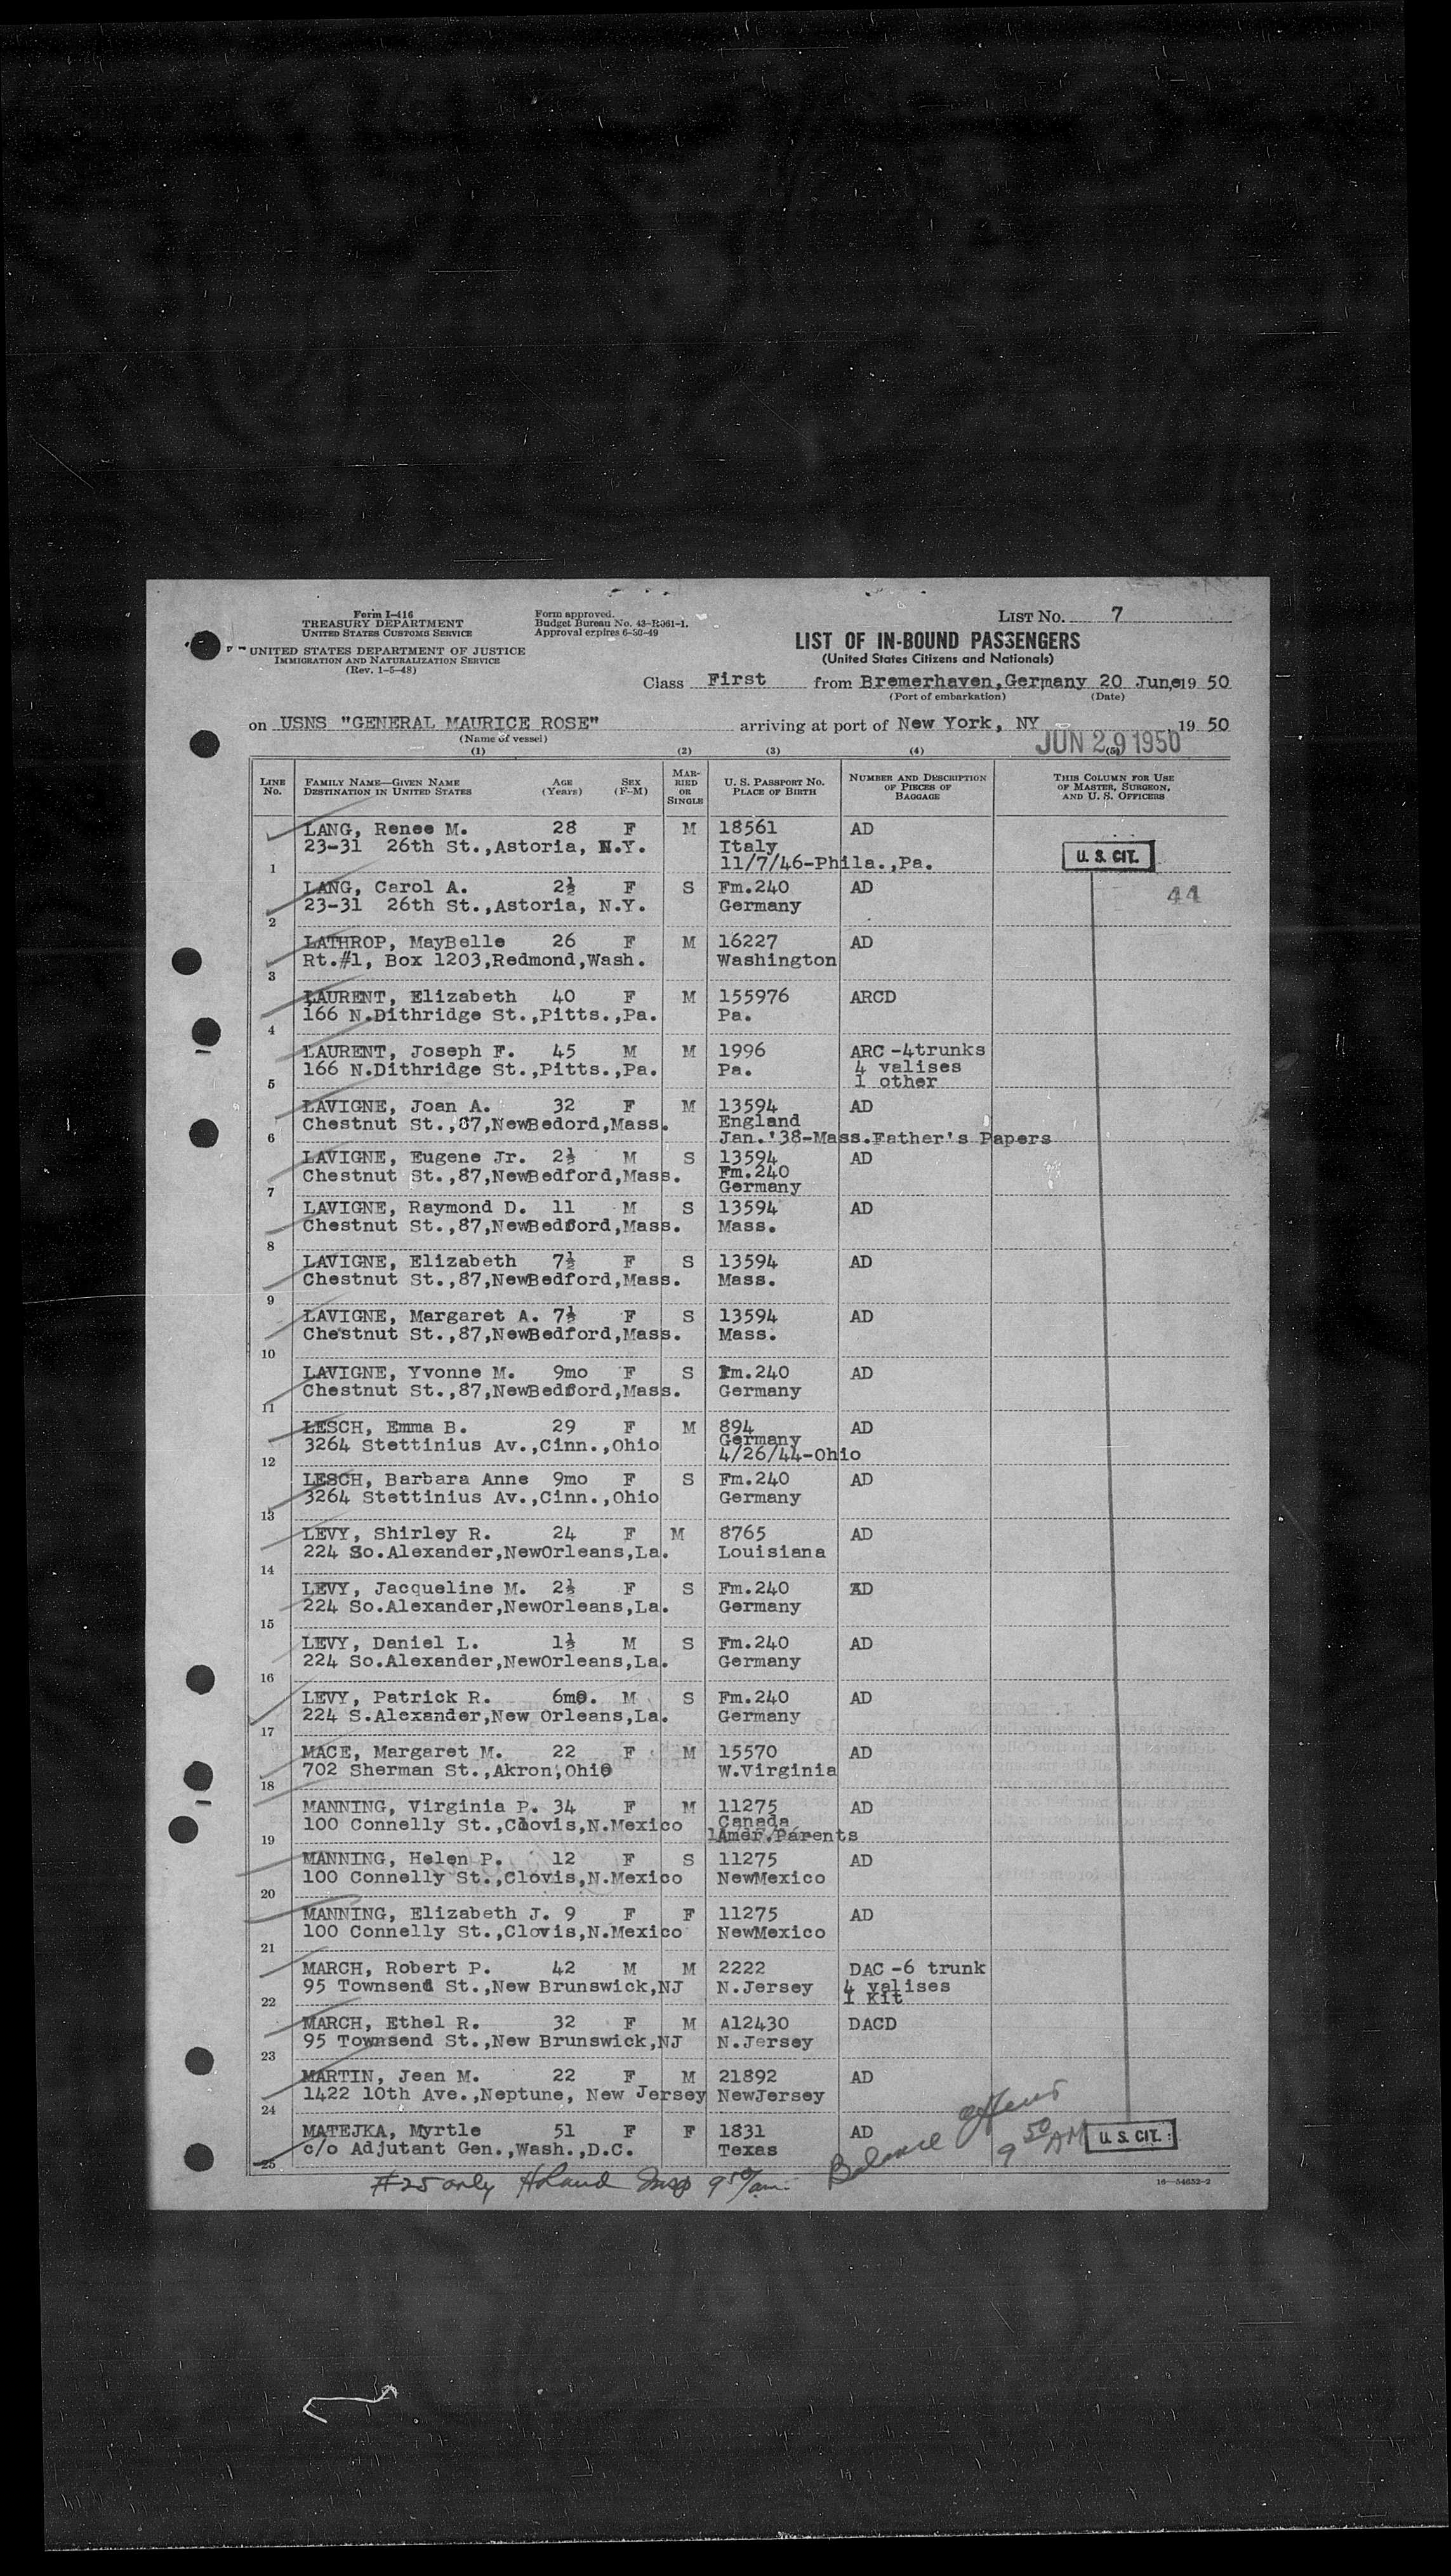 Form I-416
TREASURY DEPARTMENT
UNITED STATES CUSTOMS SERVICE
UNITED STATES DEPARTMENT OF JUSTICE
IMMIGRATION AND NATURALIZATION SERVICE
(Rev. 1-5-48)
Form approved.
Budget Bureau No. 43-R061-1.
Approval expires 6-30-49
LIST No. 7
LIST OF IN-BOUND PASSENGERS
(United States Citizens and Nationals)
Class First from Bremerhaven, Germany 20 June, 19 50
(Port of embarkation) (Date)
on USNS "GENERAL MAURICE ROSE" arriving at port of New York, NY , 19 50
(Name of vessel)
JUN 29 1950
(1) (2) (3) (4) (5)
LINE No. FAMILY NAME—GIVEN NAME DESTINATION IN UNITED STATES AGE (Years) SEX (F-M) MARRIED OR SINGLE U. S. PASSPORT No. PLACE OF BIRTH NUMBER AND DESCRIPTION OF PIECES OF BAGGAGE THIS COLUMN FOR USE OF MASTER, SURGEON, AND U. S. OFFICERS
LANG, Renee M. 28 F M 18561 AD
23-31 26th St.,Astoria, N.Y. Italy
1 11/7/46-Phila.,Pa.
U. S. CIT.
LANG, Carol A. 2½ F S Fm.240 AD
23-31 26th St.,Astoria, N.Y. Germany
2
44
LATHROP, MayBelle 26 F M 16227 AD
Rt.#1, Box 1203,Redmond,Wash. Washington
3
LAURENT, Elizabeth 40 F M 155976 ARCD
166 N.Dithridge St.,Pitts.,Pa. Pa.
4
LAURENT, Joseph F. 45 M M 1996 ARC -4trunks
166 N.Dithridge St.,Pitts.,Pa. Pa. 4 valises
5 1 other
LAVIGNE, Joan A. 32 F M 13594 AD
Chestnut St.,87,NewBedord,Mass. England
6 Jan.'38-Mass.Father's Papers
LAVIGNE, Eugene Jr. 2½ M S 13594 AD
Chestnut St.,87,NewBedford,Mass. Fm.240
7 Germany
LAVIGNE, Raymond D. 11 M S 13594 AD
Chestnut St.,87,NewBedford,Mass. Mass.
8
LAVIGNE, Elizabeth 7½ F S 13594 AD
Chestnut St.,87,NewBedford,Mass. Mass.
9
LAVIGNE, Margaret A. 7½ F S 13594 AD
Chestnut St.,87,NewBedford,Mass. Mass.
10
LAVIGNE, Yvonne M. 9mo F S Fm.240 AD
Chestnut St.,87,NewBedford,Mass. Germany
11
LESCH, Emma B. 29 F M 894 AD
3264 Stettinius Av.,Cinn.,Ohio Germany
12 4/26/44-Ohio
LESCH, Barbara Anne 9mo F S Fm.240 AD
3264 Stettinius Av.,Cinn.,Ohio Germany
13
LEVY, Shirley R. 24 F M 8765 AD
224 So.Alexander,NewOrleans,La. Louisiana
14
LEVY, Jacqueline M. 2½ F S Fm.240 AD
224 So.Alexander,NewOrleans,La. Germany
15
LEVY, Daniel L. 1½ M S Fm.240 AD
224 So.Alexander,NewOrleans,La. Germany
16
LEVY, Patrick R. 6mo. M S Fm.240 AD
224 S.Alexander,New Orleans,La. Germany
17
MACE, Margaret M. 22 F M 15570 AD
702 Sherman St.,Akron,Ohio W.Virginia
18
MANNING, Virginia P. 34 F M 11275 AD
100 Connelly St.,Clovis,N.Mexico Canada
19 Amer.Parents
MANNING, Helen P. 12 F S 11275 AD
100 Connelly St.,Clovis,N.Mexico NewMexico
20
MANNING, Elizabeth J. 9 F F 11275 AD
100 Connelly St.,Clovis,N.Mexico NewMexico
21
MARCH, Robert P. 42 M M 2222 DAC -6 trunk
95 Townsend St.,New Brunswick,NJ N.Jersey 4 valises
22 1 Kit
MARCH, Ethel R. 32 F M A12430 DACD
95 Townsend St.,New Brunswick,NJ N.Jersey
23
MARTIN, Jean M. 22 F M 21892 AD
1422 10th Ave.,Neptune, New Jersey NewJersey
24
MATEJKA, Myrtle 51 F F 1831 AD
c/o Adjutant Gen.,Wash.,D.C. Texas
25
Balance 9 50 AM U. S. CIT.
#25 only Insp 9 50/am.
16—54652-2